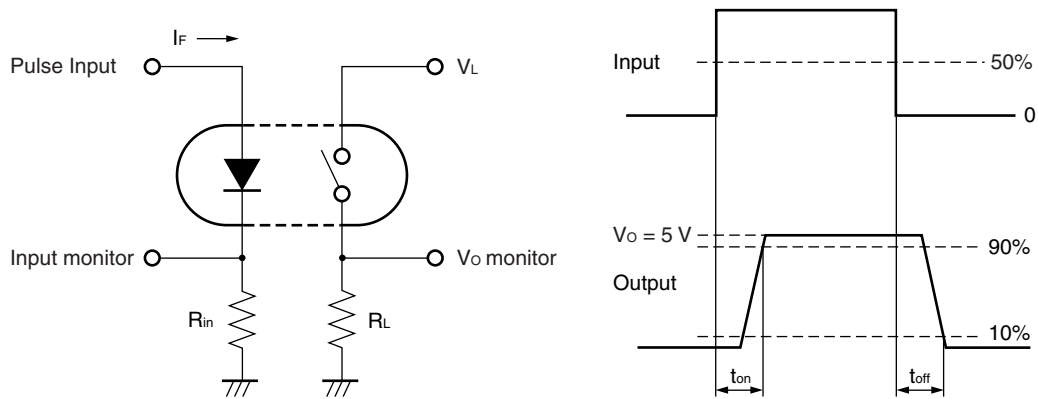 IF
Pulse Input
VL
Input monitor
VO monitor
Rin
RL
Input
50%
0
VO = 5 V
90%
Output
10%
ton
toff